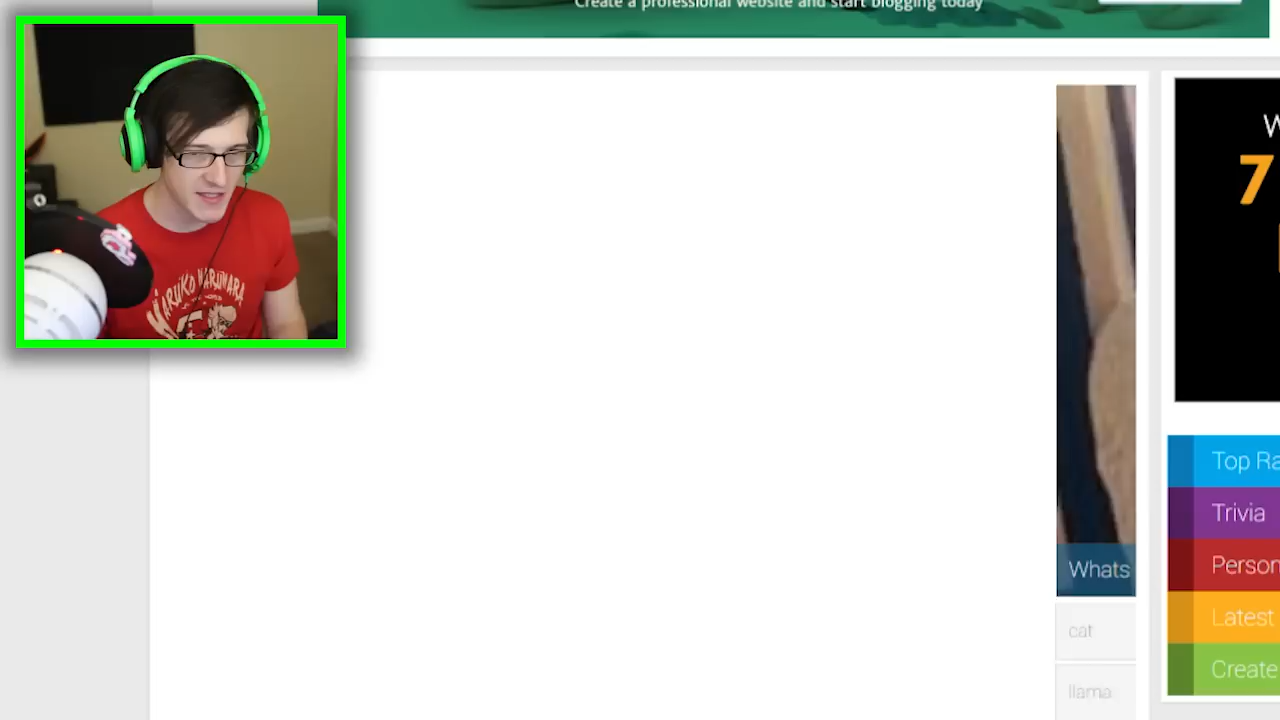 Create a professional website and start blogging today
W
7
Top Ra
Trivia
Person
Latest
Create
Whats
cat
llama